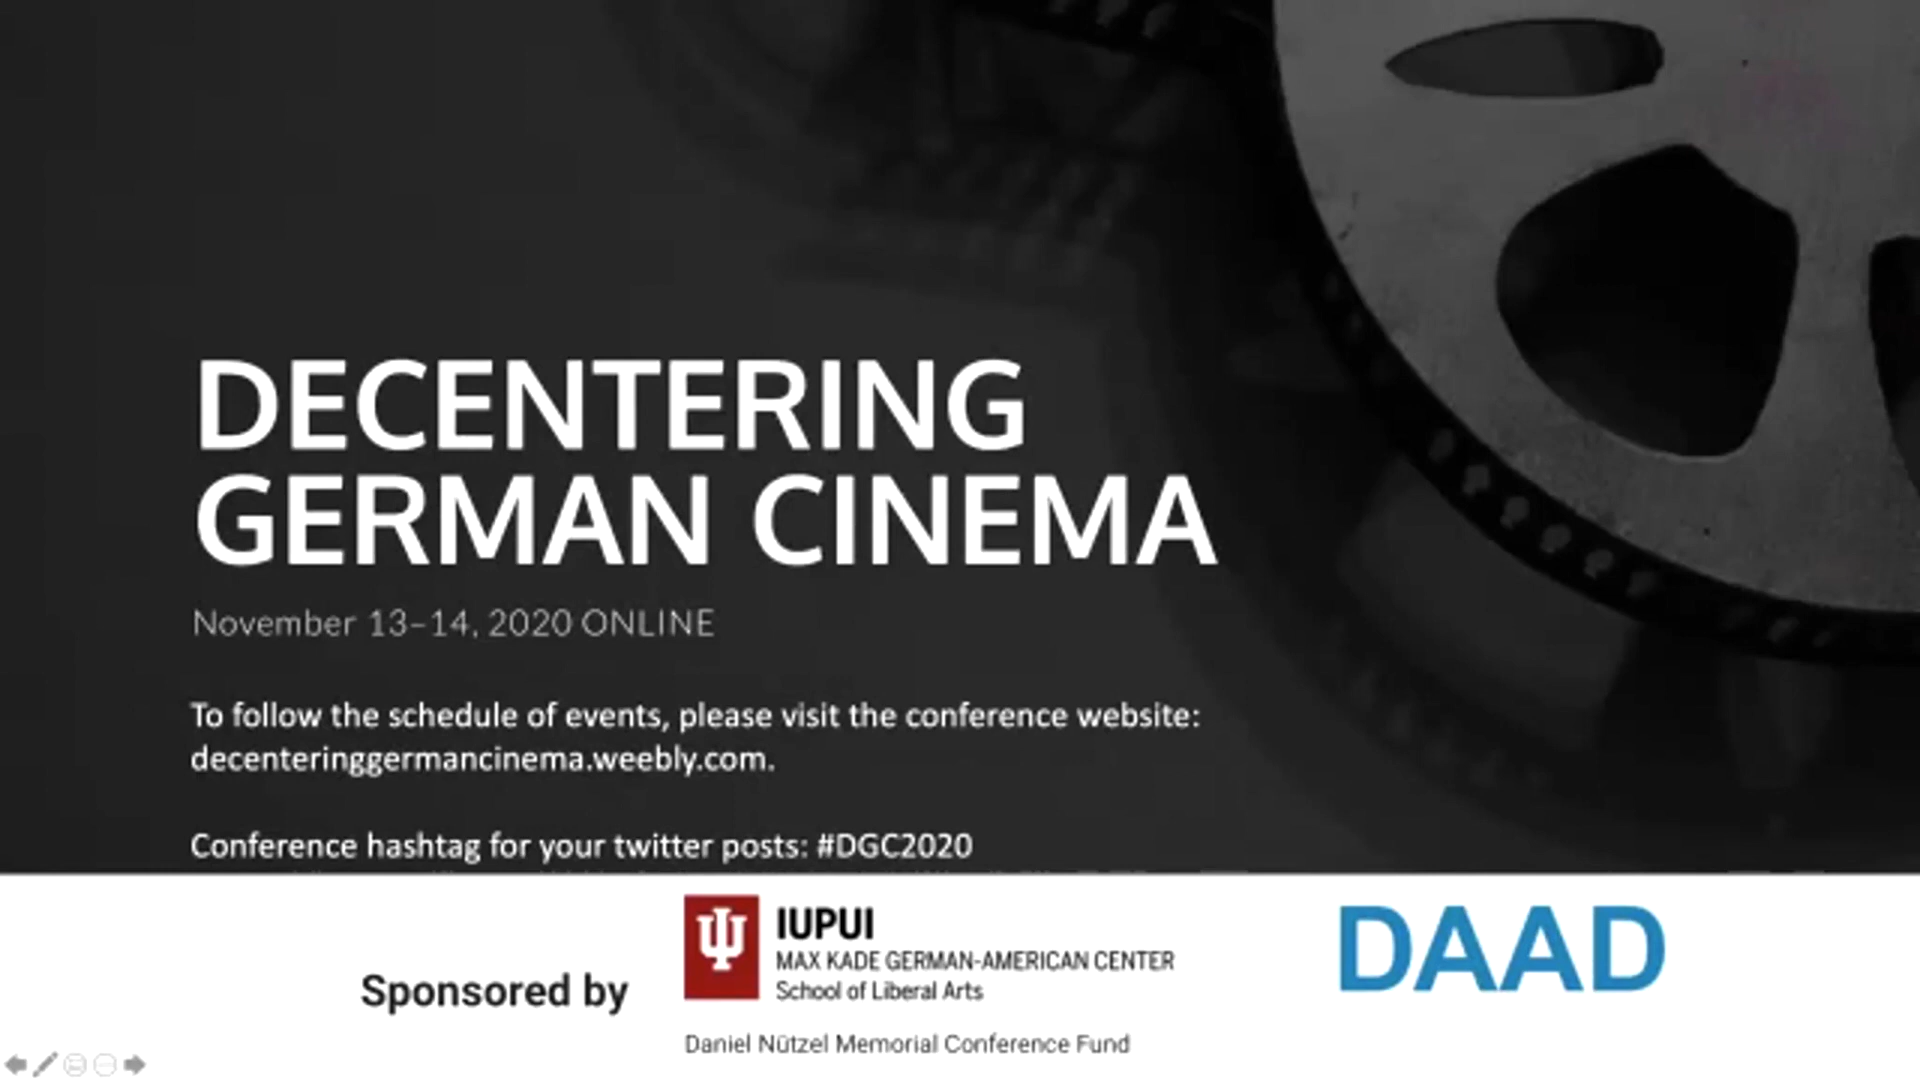 DECENTERING
GERMAN CINEMA
November 13–14, 2020 ONLINE
To follow the schedule of events, please visit the conference website:
decenteringgermancinema.weebly.com.
Conference hashtag for your twitter posts: #DGC2020
Sponsored by
IUPUI
MAX KADE GERMAN-AMERICAN CENTER
School of Liberal Arts
Daniel Nützel Memorial Conference Fund
DAAD